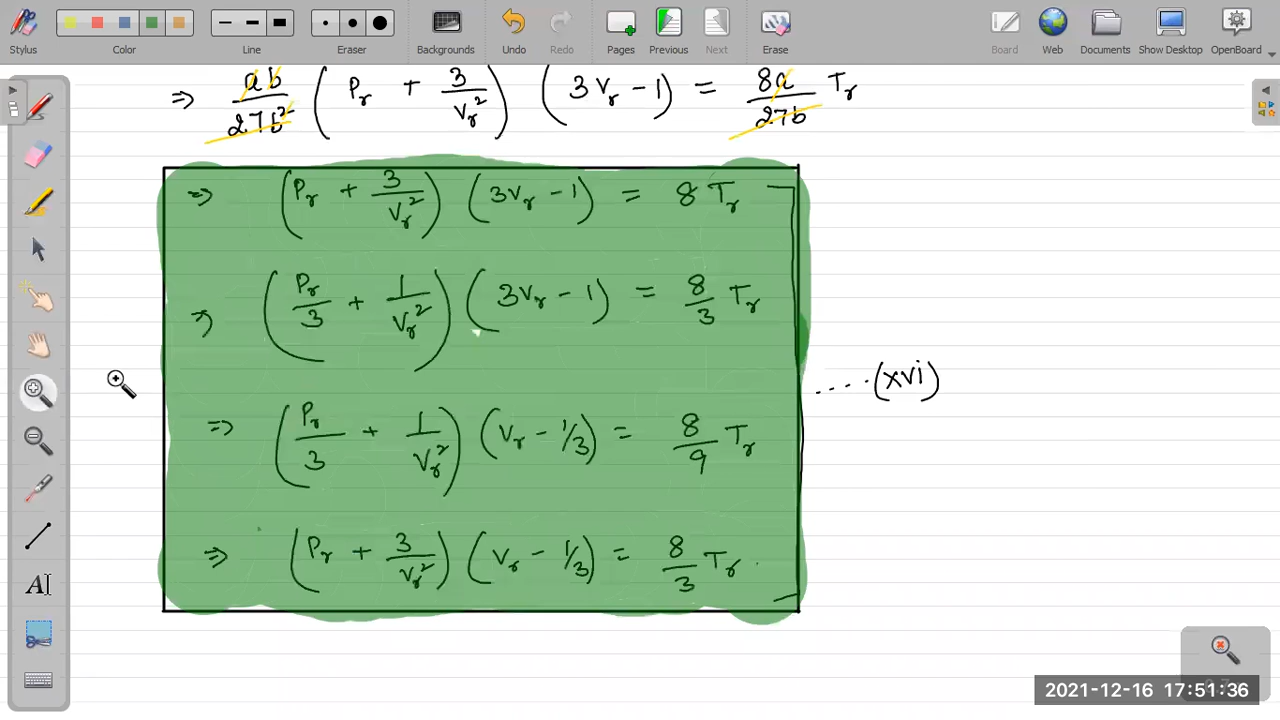 Stylus Color Line Eraser Backgrounds Undo Redo Pages Previous Next Erase Board Web Documents Show Desktop OpenBoard
⇒ ab/27b² (Pr + 3/Vr²) (3Vr − 1) = 8a/27b Tr
⇒ (Pr + 3/Vr²) (3Vr − 1) = 8 Tr
⇒ (Pr/3 + 1/Vr²) (3Vr − 1) = 8/3 Tr
....(xvi)
⇒ (Pr/3 + 1/Vr²) (Vr − 1/3) = 8/9 Tr
⇒ (Pr + 3/Vr²) (Vr − 1/3) = 8/3 Tr.
AI
2021-12-16 17:51:36